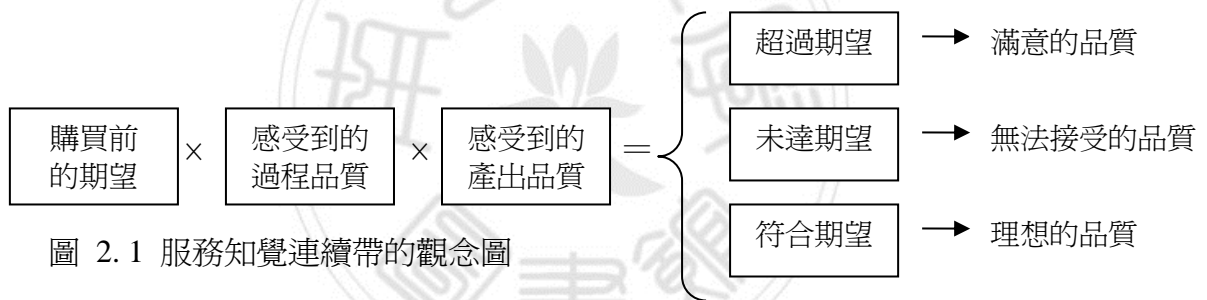 超過期望 滿意的品質
購買前
的期望
×
感受到的
過程品質
×
感受到的
產出品質
=
未達期望 無法接受的品質
符合期望 理想的品質
圖 2.1 服務知覺連續帶的觀念圖